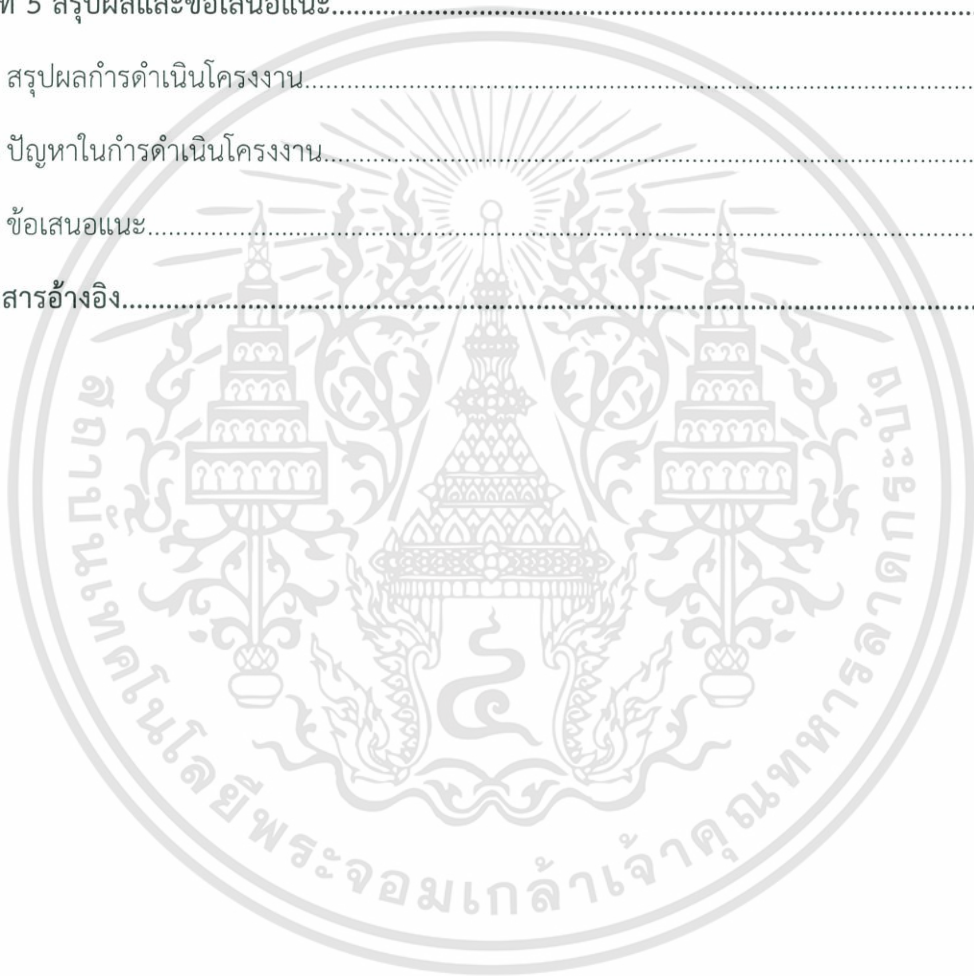 ที่ 5 สรุปผลและข้อเสนอแนะ
สรุปผลกำรดำเนินโครงงาน
ปัญหาในกำรดำเนินโครงงาน
ข้อเสนอแนะ
สารอ้างอิง
สถาบันเทคโนโลยีพระจอมเกล้าเจ้าคุณทหารลาดกระบัง
๔